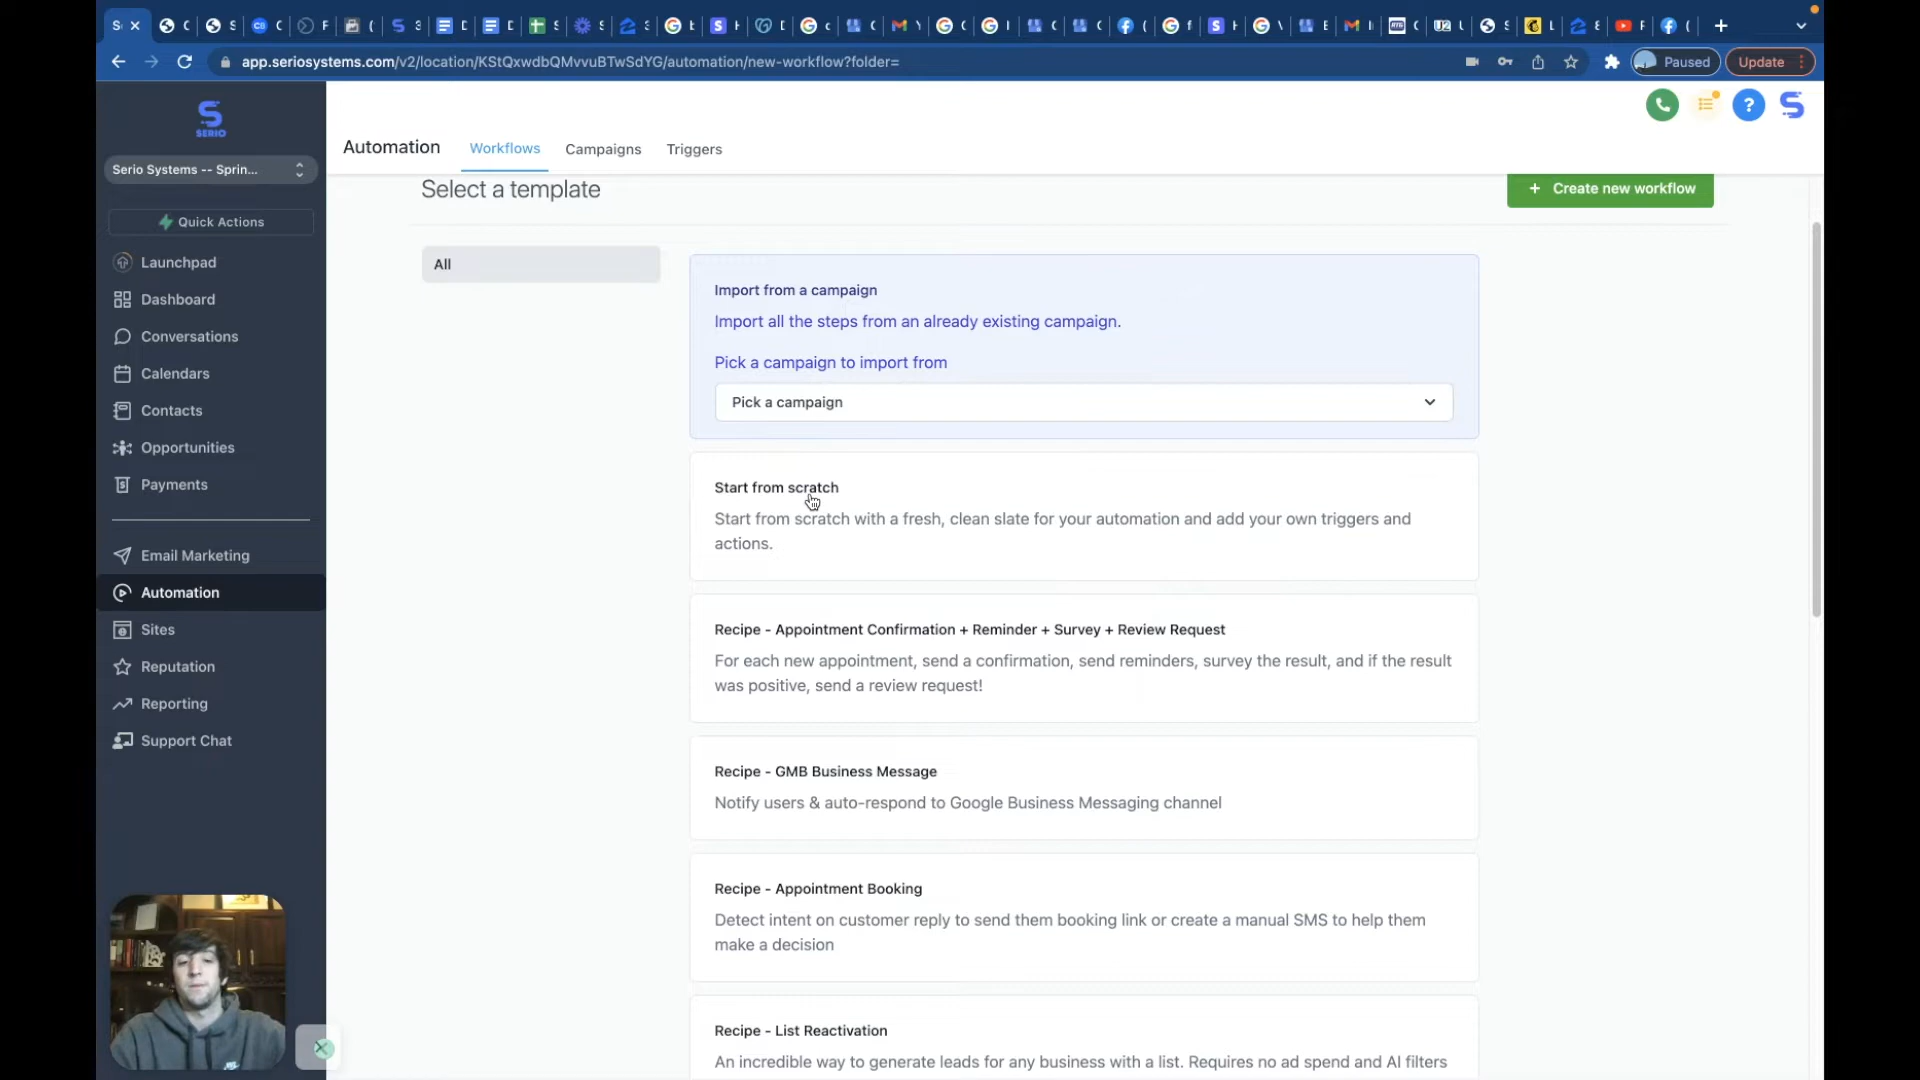 app.seriosystems.com/v2/location/KStQxwdbQMvvuBTwSdYG/automation/new-workflow?folder=
Paused
Update
SERIO
Serio Systems -- Sprin...
Quick Actions
Launchpad
Dashboard
Conversations
Calendars
Contacts
Opportunities
Payments
Email Marketing
Automation
Sites
Reputation
Reporting
Support Chat
Automation
Workflows
Campaigns
Triggers
Select a template
+ Create new workflow
All
Import from a campaign
Import all the steps from an already existing campaign.
Pick a campaign to import from
Pick a campaign
Start from scratch
Start from scratch with a fresh, clean slate for your automation and add your own triggers and
actions.
Recipe - Appointment Confirmation + Reminder + Survey + Review Request
For each new appointment, send a confirmation, send reminders, survey the result, and if the result
was positive, send a review request!
Recipe - GMB Business Message
Notify users & auto-respond to Google Business Messaging channel
Recipe - Appointment Booking
Detect intent on customer reply to send them booking link or create a manual SMS to help them
make a decision
Recipe - List Reactivation
An incredible way to generate leads for any business with a list. Requires no ad spend and AI filters